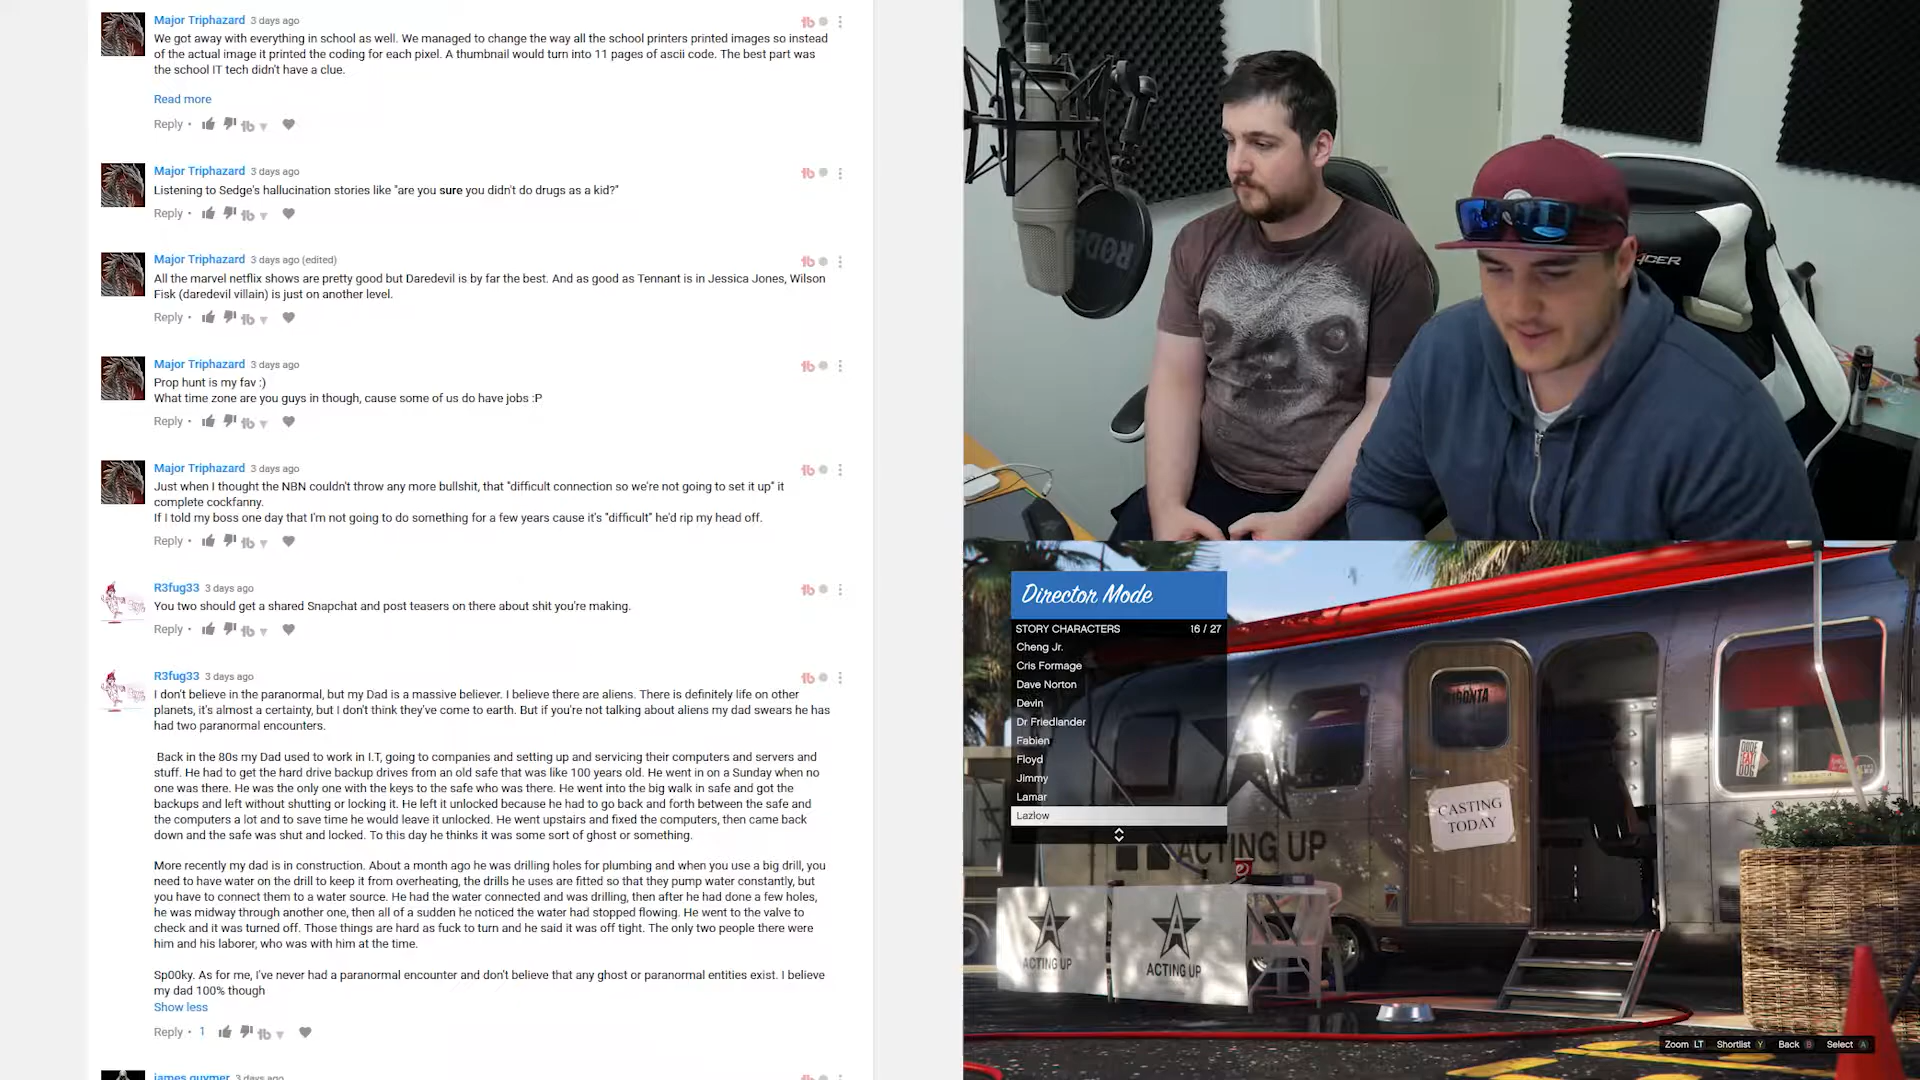 Major Triphazard 3 days ago
We got away with everything in school as well. We managed to change the way all the school printers printed images so instead
of the actual image it printed the coding for each pixel. A thumbnail would turn into 11 pages of ascii code. The best part was
the school IT tech didn't have a clue.
Read more
Reply •
Major Triphazard 3 days ago
Listening to Sedge's hallucination stories like "are you sure you didn't do drugs as a kid?"
Reply •
Major Triphazard 3 days ago (edited)
All the marvel netflix shows are pretty good but Daredevil is by far the best. And as good as Tennant is in Jessica Jones, Wilson
Fisk (daredevil villain) is just on another level.
Reply •
Major Triphazard 3 days ago
Prop hunt is my fav :)
What time zone are you guys in though, cause some of us do have jobs :P
Reply •
Major Triphazard 3 days ago
Just when I thought the NBN couldn't throw any more bullshit, that "difficult connection so we're not going to set it up" it
complete cockfanny.
If I told my boss one day that I'm not going to do something for a few years cause it's "difficult" he'd rip my head off.
Reply •
R3fug33 3 days ago
You two should get a shared Snapchat and post teasers on there about shit you're making.
Reply •
R3fug33 3 days ago
I don't believe in the paranormal, but my Dad is a massive believer. I believe there are aliens. There is definitely life on other
planets, it's almost a certainty, but I don't think they've come to earth. But if you're not talking about aliens my dad swears he has
had two paranormal encounters.
Back in the 80s my Dad used to work in I.T, going to companies and setting up and servicing their computers and servers and
stuff. He had to get the hard drive backup drives from an old safe that was like 100 years old. He went in on a Sunday when no
one was there. He was the only one with the keys to the safe who was there. He went into the big walk in safe and got the
backups and left without shutting or locking it. He left it unlocked because he had to go back and forth between the safe and
the computers a lot and to save time he would leave it unlocked. He went upstairs and fixed the computers, then came back
down and the safe was shut and locked. To this day he thinks it was some sort of ghost or something.
More recently my dad is in construction. About a month ago he was drilling holes for plumbing and when you use a big drill, you
need to have water on the drill to keep it from overheating, the drills he uses are fitted so that they pump water constantly, but
you have to connect them to a water source. He had the water connected and was drilling, then after he had done a few holes,
he was midway through another one, then all of a sudden he noticed the water had stopped flowing. He went to the valve to
check and it was turned off. Those things are hard as fuck to turn and he said it was off tight. The only two people there were
him and his laborer, who was with him at the time.
Sp00ky. As for me, I've never had a paranormal encounter and don't believe that any ghost or paranormal entities exist. I believe
my dad 100% though
Show less
Reply • 1
james guymer 3 days ago
RODE
ACER
Director Mode
STORY CHARACTERS 16 / 27
Cheng Jr.
Cris Formage
Dave Norton
Devin
Dr Friedlander
Fabien
Floyd
Jimmy
Lamar
Lazlow
ACTING UP
CASTING
TODAY
ACTING UP
ACTING UP
Zoom LT Shortlist Y Back B Select A